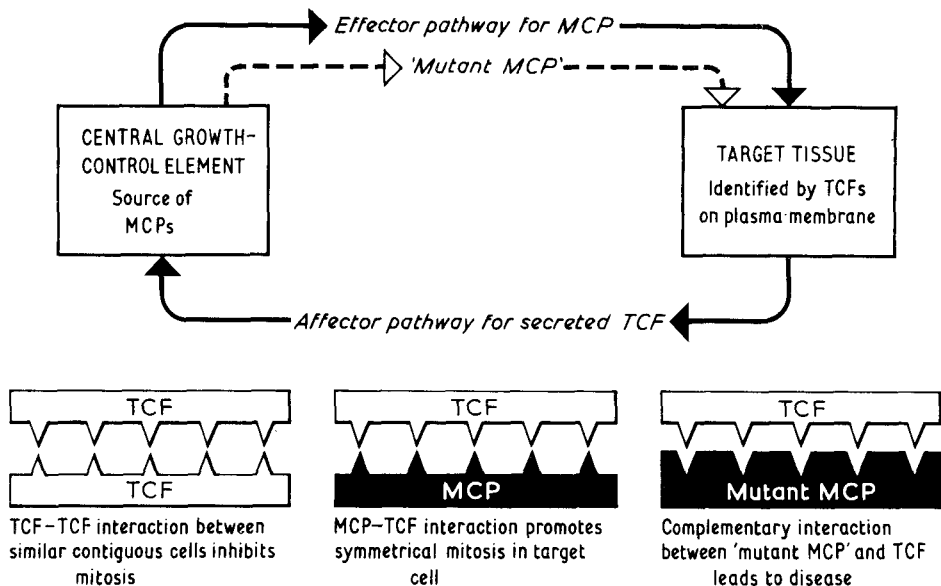 Effector pathway for MCP
'Mutant MCP'
CENTRAL GROWTH-
CONTROL ELEMENT
Source of
MCPs
TARGET TISSUE
Identified by TCFs
on plasma-membrane
Affector pathway for secreted TCF
TCF
TCF
TCF-TCF interaction between
similar contiguous cells inhibits
mitosis
TCF
MCP
MCP-TCF interaction promotes
symmetrical mitosis in target
cell
TCF
Mutant MCP
Complementary interaction
between 'mutant MCP' and TCF
leads to disease